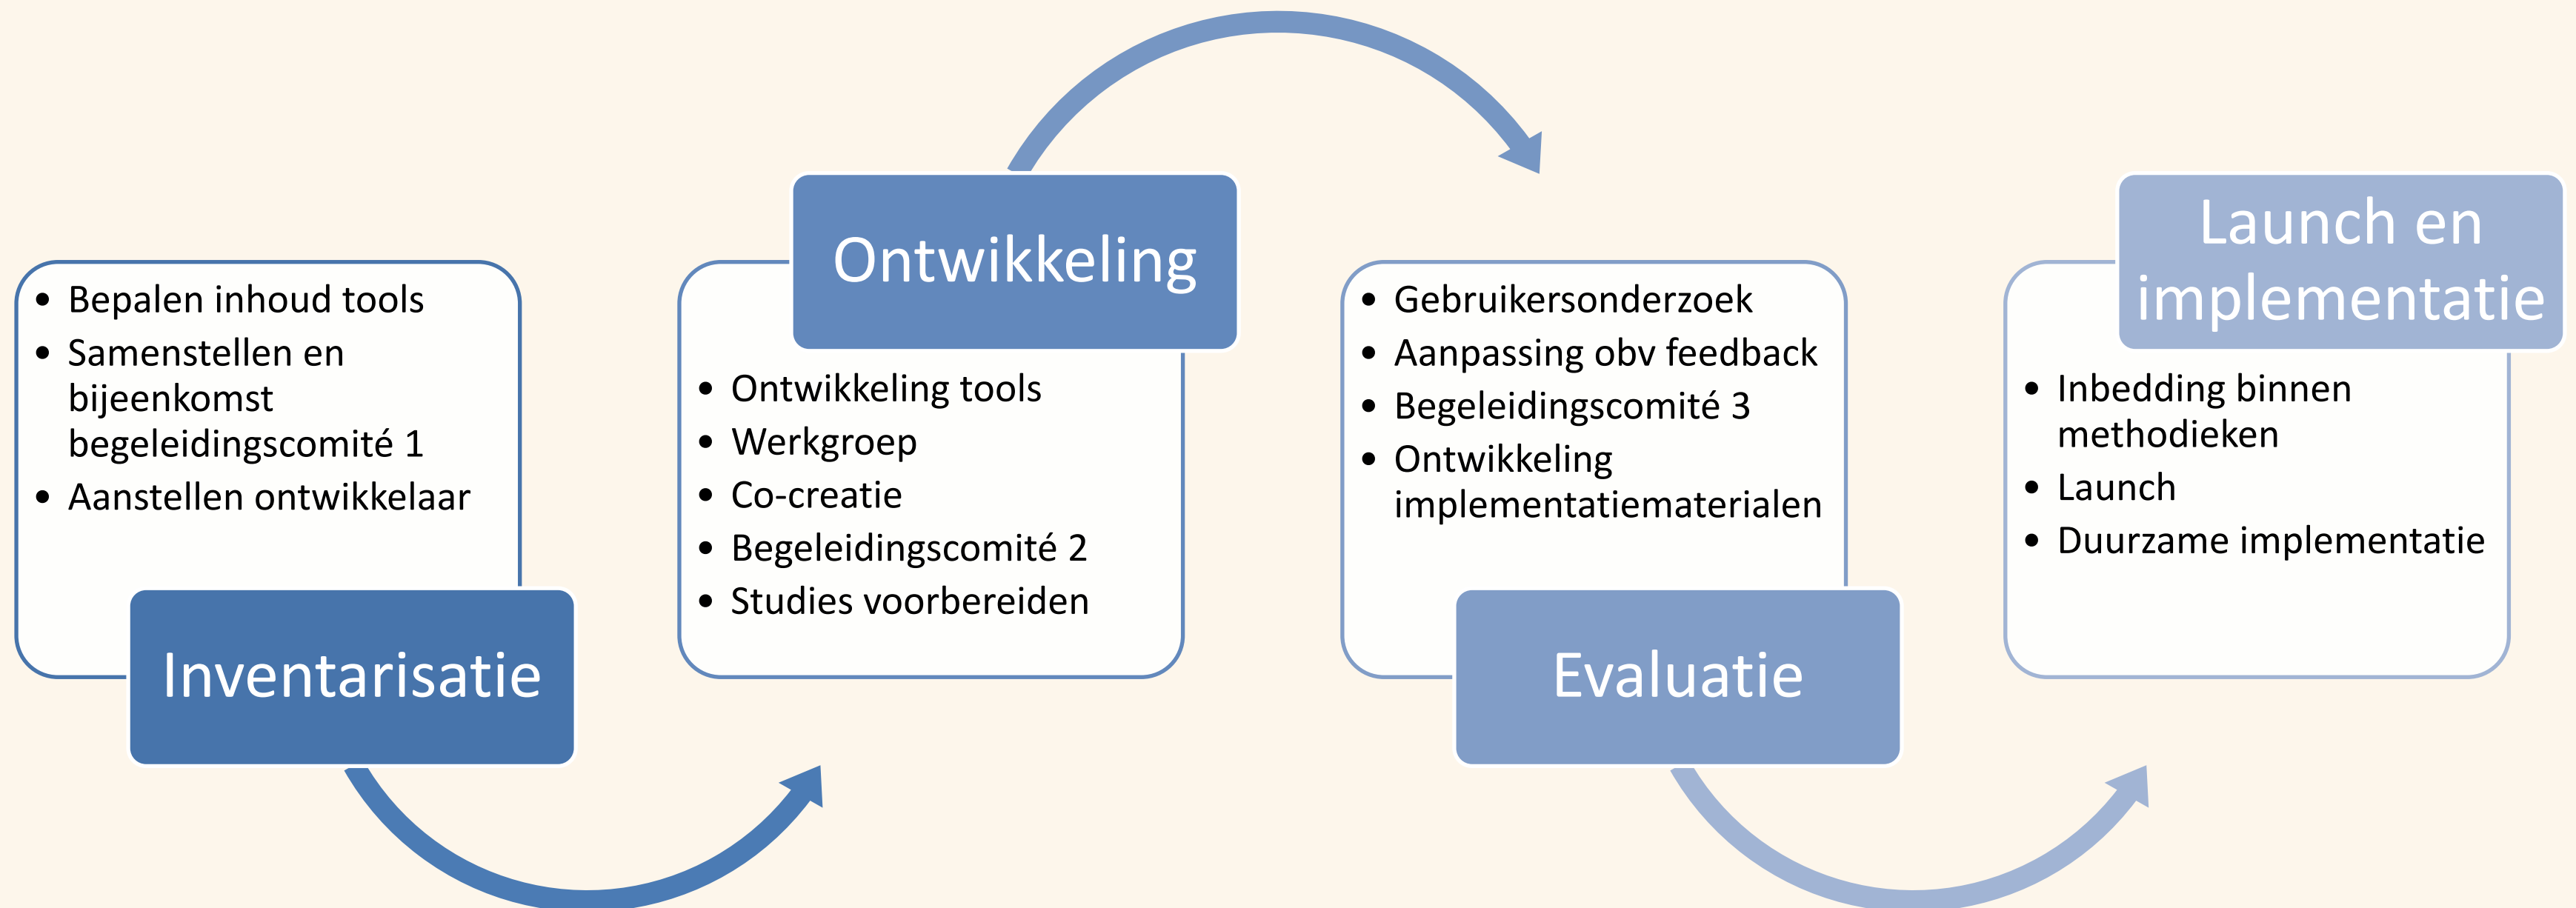 • Bepalen inhoud tools
• Samenstellen en
bijeenkomst
begeleidingscomité 1
• Aanstellen ontwikkelaar
Inventarisatie
Ontwikkeling
• Ontwikkeling tools
• Werkgroep
• Co-creatie
• Begeleidingscomité 2
• Studies voorbereiden
• Gebruikersonderzoek
• Aanpassing obv feedback
• Begeleidingscomité 3
• Ontwikkeling
implementatiematerialen
Evaluatie
Launch en
implementatie
• Inbedding binnen
methodieken
• Launch
• Duurzame implementatie